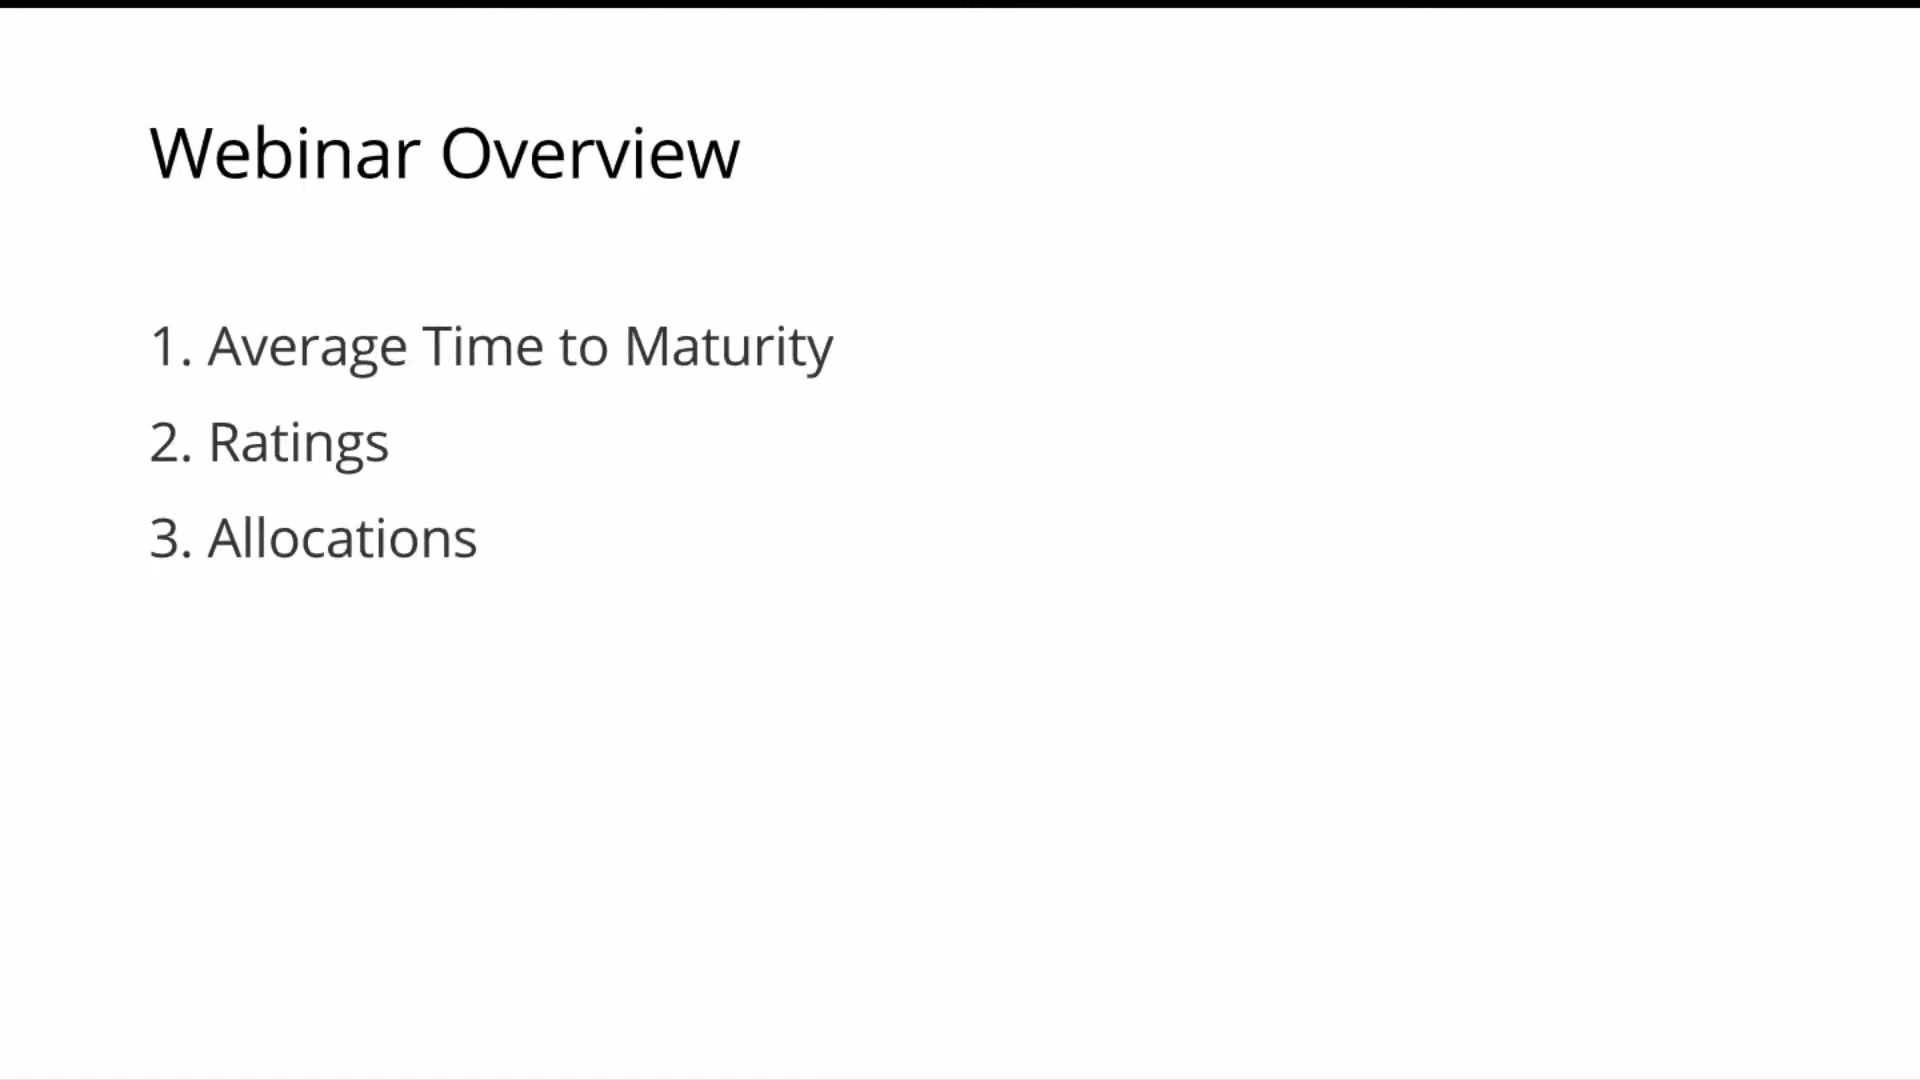 Webinar Overview
1. Average Time to Maturity
2. Ratings
3. Allocations